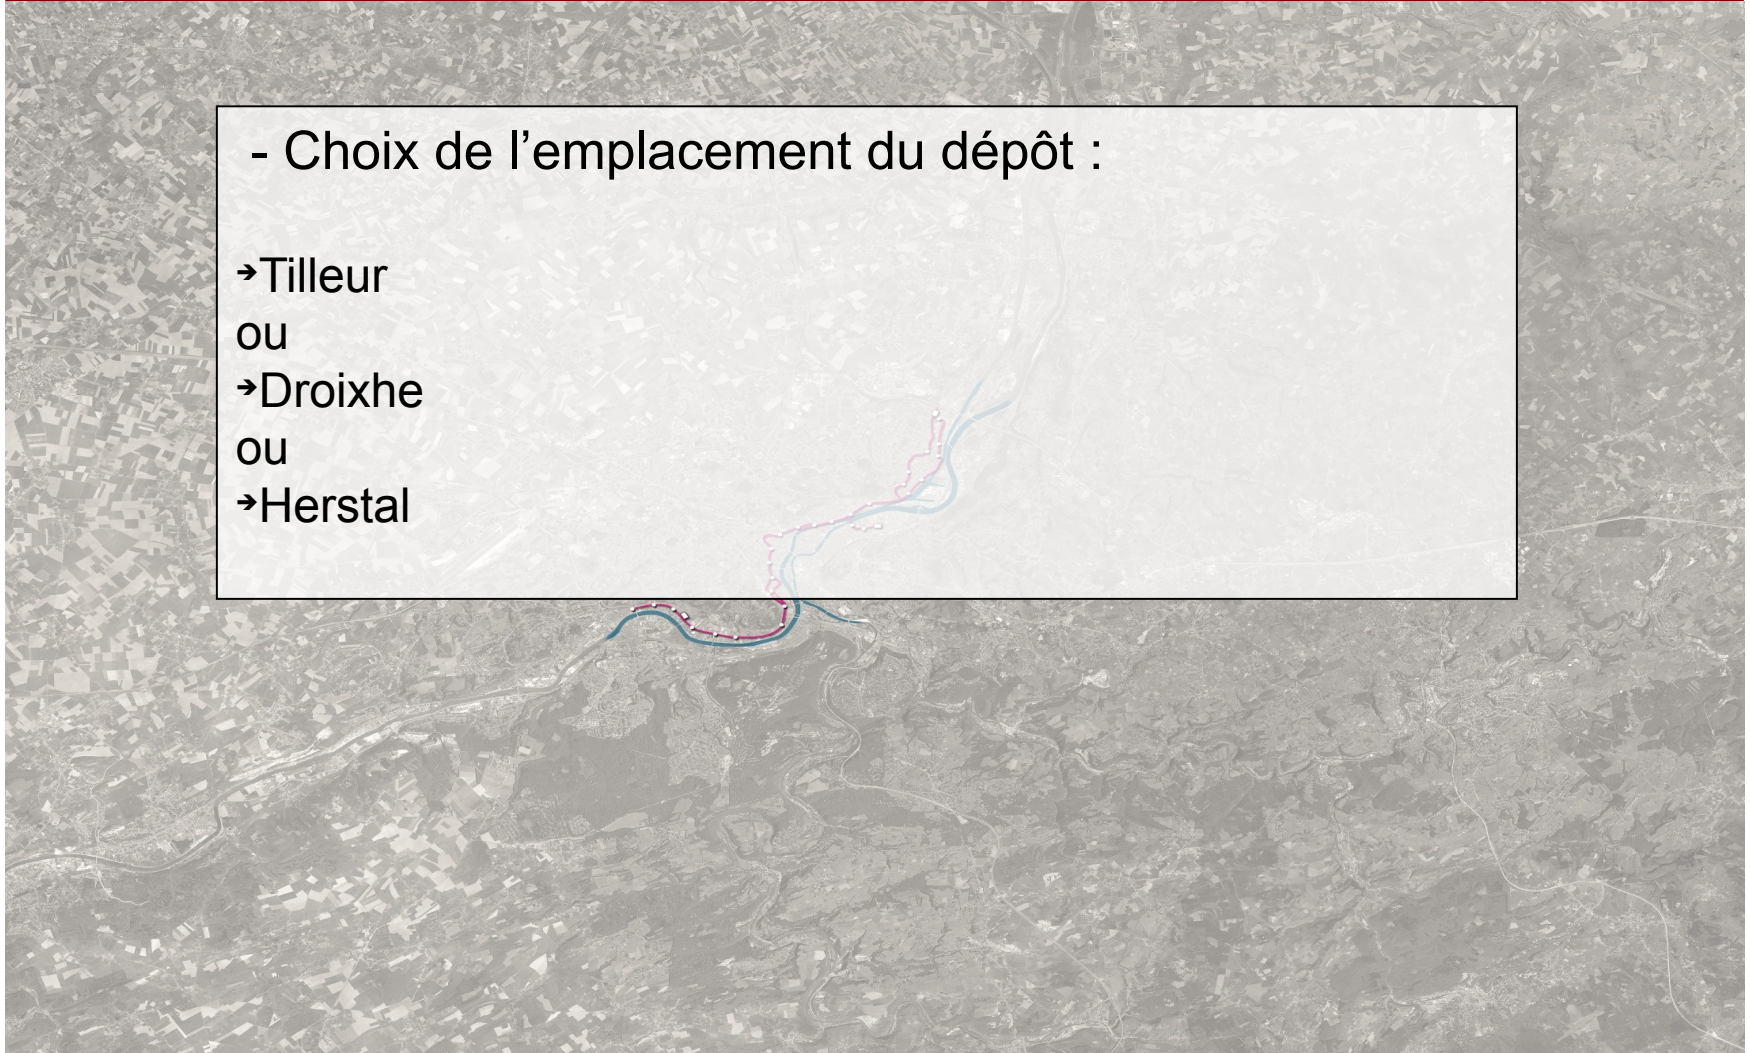 - Choix de l’emplacement du dépôt :
➔Tilleur
ou
➔Droixhe
ou
➔Herstal